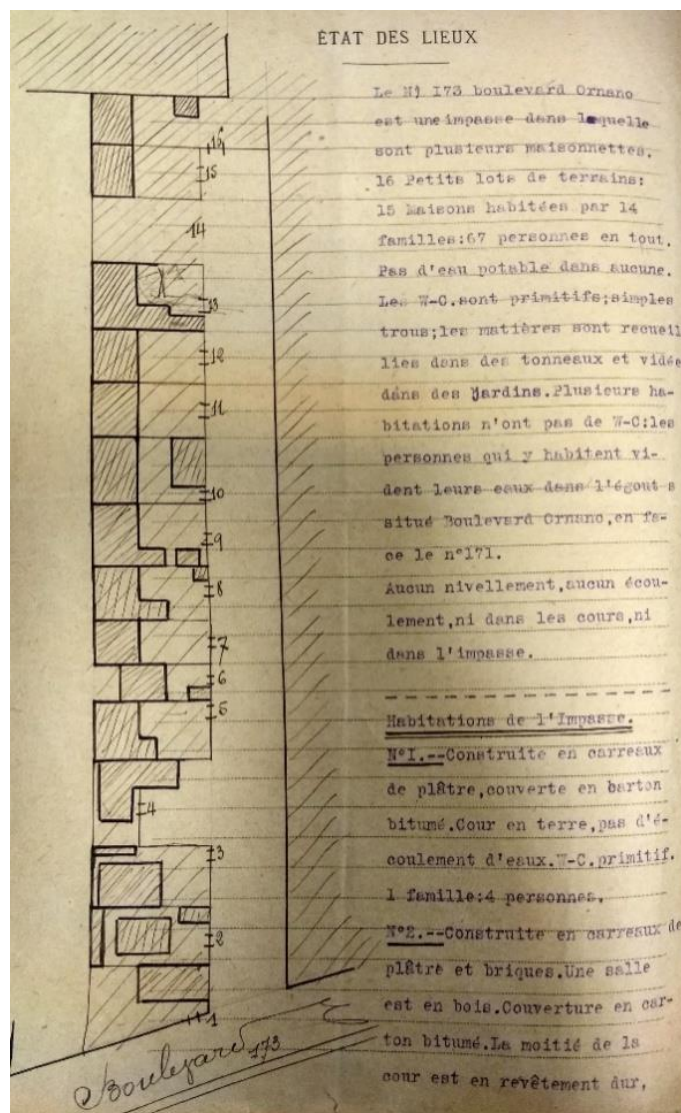 ÉTAT DES LIEUX
Le N° 173 boulevard Ornano
est une impasse dans laquelle
sont plusieurs maisonnettes.
16 Petits lots de terrains:
15 Maisons habitées par 14
familles:67 personnes en tout.
Pas d'eau potable dans aucune.
Les W-C.sont primitifs;simples
trous;les matières sont recueil
lies dans des tonneaux et vidée
dans des jardins.Plusieurs ha-
bitations n'ont pas de W-C:les
personnes qui y habitent vi-
dent leurs eaux dans l'égout s
situé Boulevard Ornano,en fa-
ce le n°171.
Aucun nivellement,aucun écou-
lement,ni dans les cours,ni
dans l'impasse.
Habitations de l'Impasse.
N°I.--Construite en carreaux
de plâtre,couverte en barton
bitumé.Cour en terre,pas d'é-
coulement d'eaux.W-C.primitif.
1 famille:4 personnes.
N°2.--Construite en carreaux de
plâtre et briques.Une salle
est en bois.Couverture en car-
ton bitumé.La moitié de la
cour est en revêtement dur,
16
15
14
13
12
11
10
9
8
7
6
5
4
3
2
1
Boulevard
173